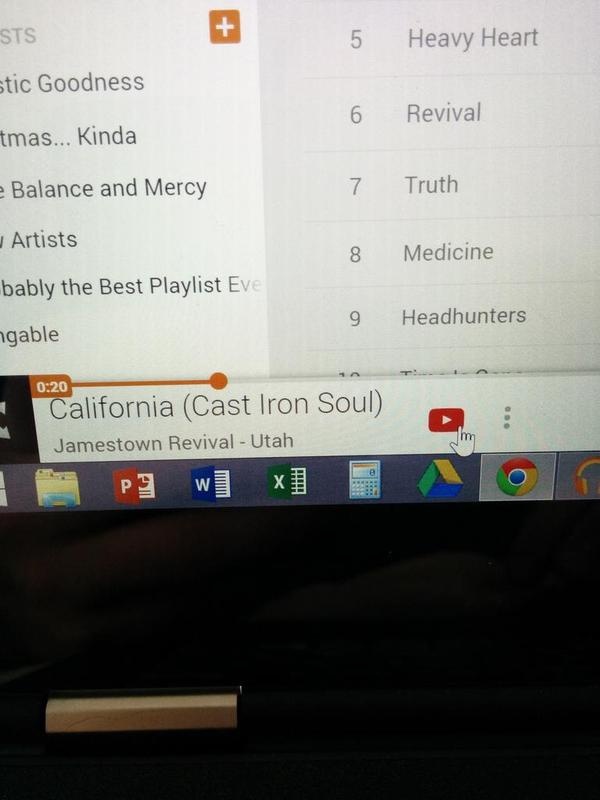 STS
stic Goodness
tmas... Kinda
e Balance and Mercy
Artists
bably the Best Playlist Eve
ngable
5 Heavy Heart
6 Revival
7 Truth
8 Medicine
9 Headhunters
0:20
California (Cast Iron Soul)
Jamestown Revival - Utah
P
W
X